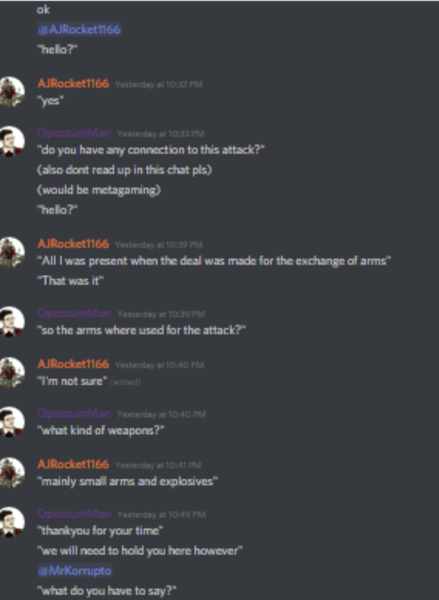 ok
@AJRocket1166
"hello?"
AJRocket1166 Yesterday at 10:32 PM
"yes"
OpossumMan Yesterday at 10:33 PM
"do you have any connection to this attack?"
(also dont read up in this chat pls)
(would be metagaming)
"hello?"
AJRocket1166 Yesterday at 10:39 PM
"All I was present when the deal was made for the exchange of arms"
"That was it"
OpossumMan Yesterday at 10:39 PM
"so the arms where used for the attack?"
AJRocket1166 Yesterday at 10:40 PM
"I'm not sure" (edited)
OpossumMan Yesterday at 10:40 PM
"what kind of weapons?"
AJRocket1166 Yesterday at 10:41 PM
"mainly small arms and explosives"
OpossumMan Yesterday at 10:49 PM
"thankyou for your time"
"we will need to hold you here however"
@MrKorrupto
"what do you have to say?"